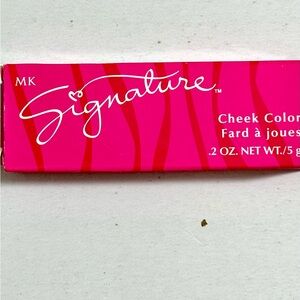 MK
Signature™
Cheek Color
Fard à joues
.2 OZ. NET WT./5 g